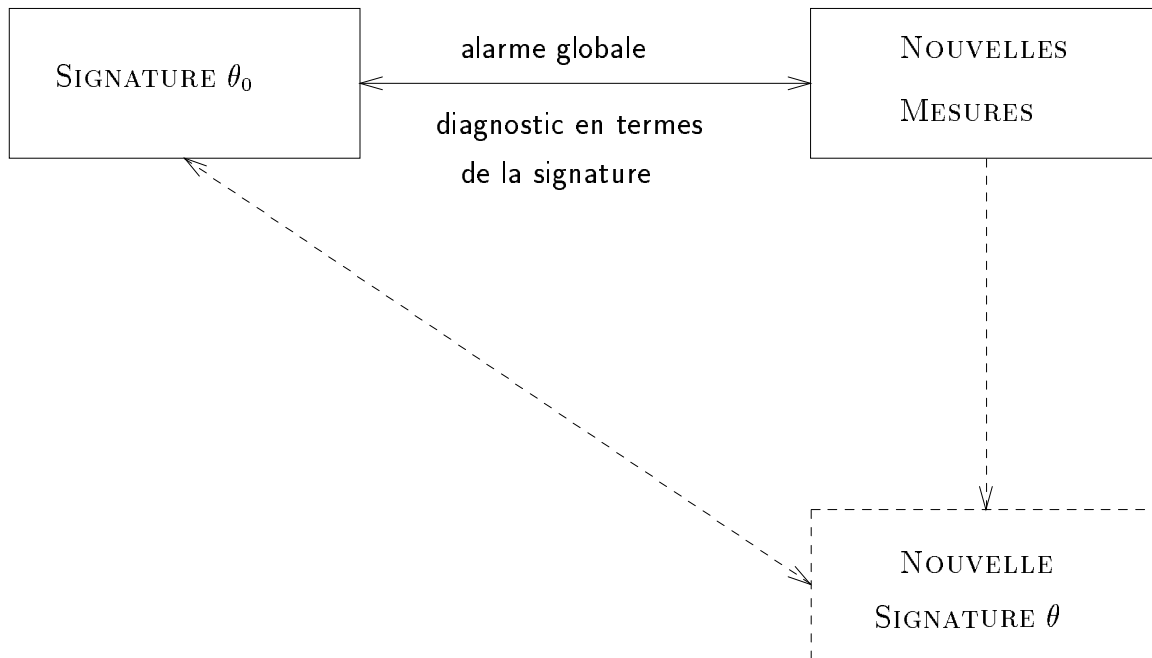 SIGNATURE θ₀
alarme globale
diagnostic en termes
de la signature
NOUVELLES
MESURES
NOUVELLE
SIGNATURE θ